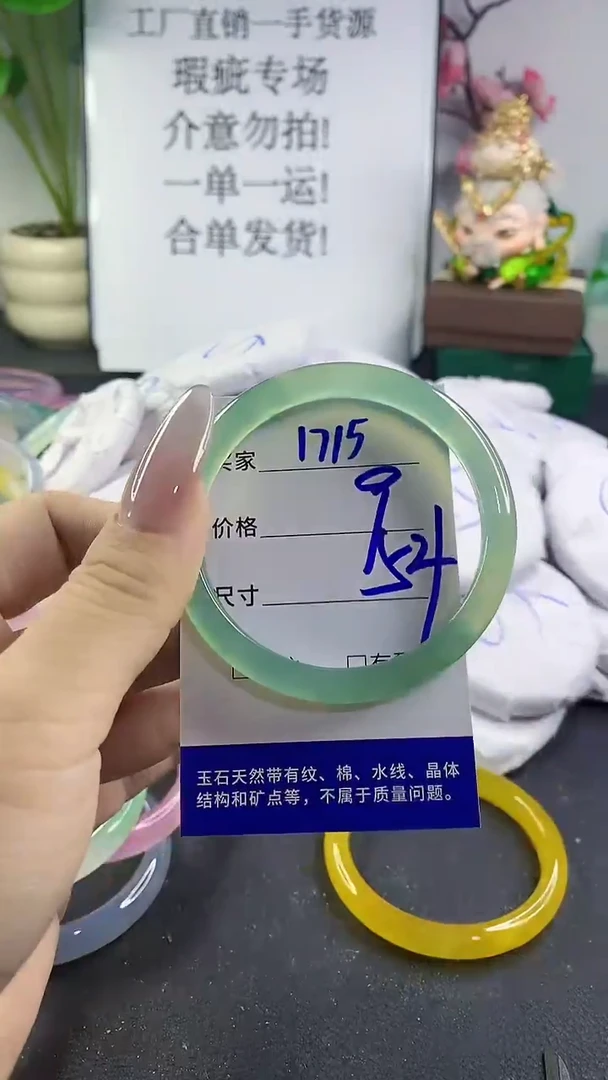 工厂直销一手货源
瑕疵专场
介意勿拍!
一单一运!
合单发货!
家 1715
价格
尺寸 54
玉石天然带有纹、棉、水线、晶体
结构和矿点等，不属于质量问题。